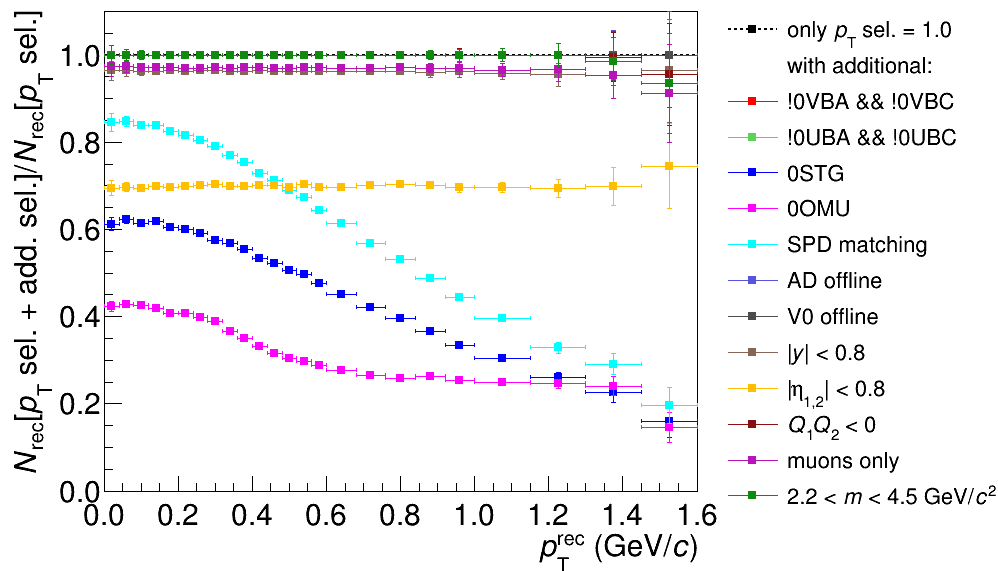 N_rec[p_T sel. + add. sel.]/N_rec[p_T sel.]
1.0
0.8
0.6
0.4
0.2
0.0
0.0 0.2 0.4 0.6 0.8 1.0 1.2 1.4 1.6
p_T^rec (GeV/c)
only p_T sel. = 1.0
with additional:
!0VBA && !0VBC
!0UBA && !0UBC
0STG
0OMU
SPD matching
AD offline
V0 offline
|y| < 0.8
|η_1,2| < 0.8
Q_1Q_2 < 0
muons only
2.2 < m < 4.5 GeV/c²